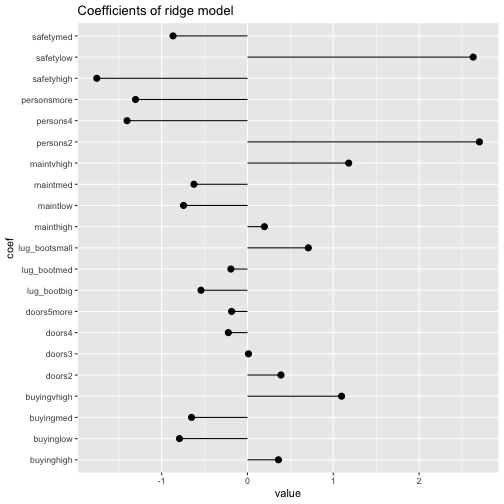 Coefficients of ridge model
safetymed
safetylow
safetyhigh
personsmore
persons4
persons2
maintvhigh
maintmed
maintlow
mainthigh
lug_bootsmall
lug_bootmed
lug_bootbig
doors5more
doors4
doors3
doors2
buyingvhigh
buyingmed
buyinglow
buyinghigh
coef
-1 0 1 2
value